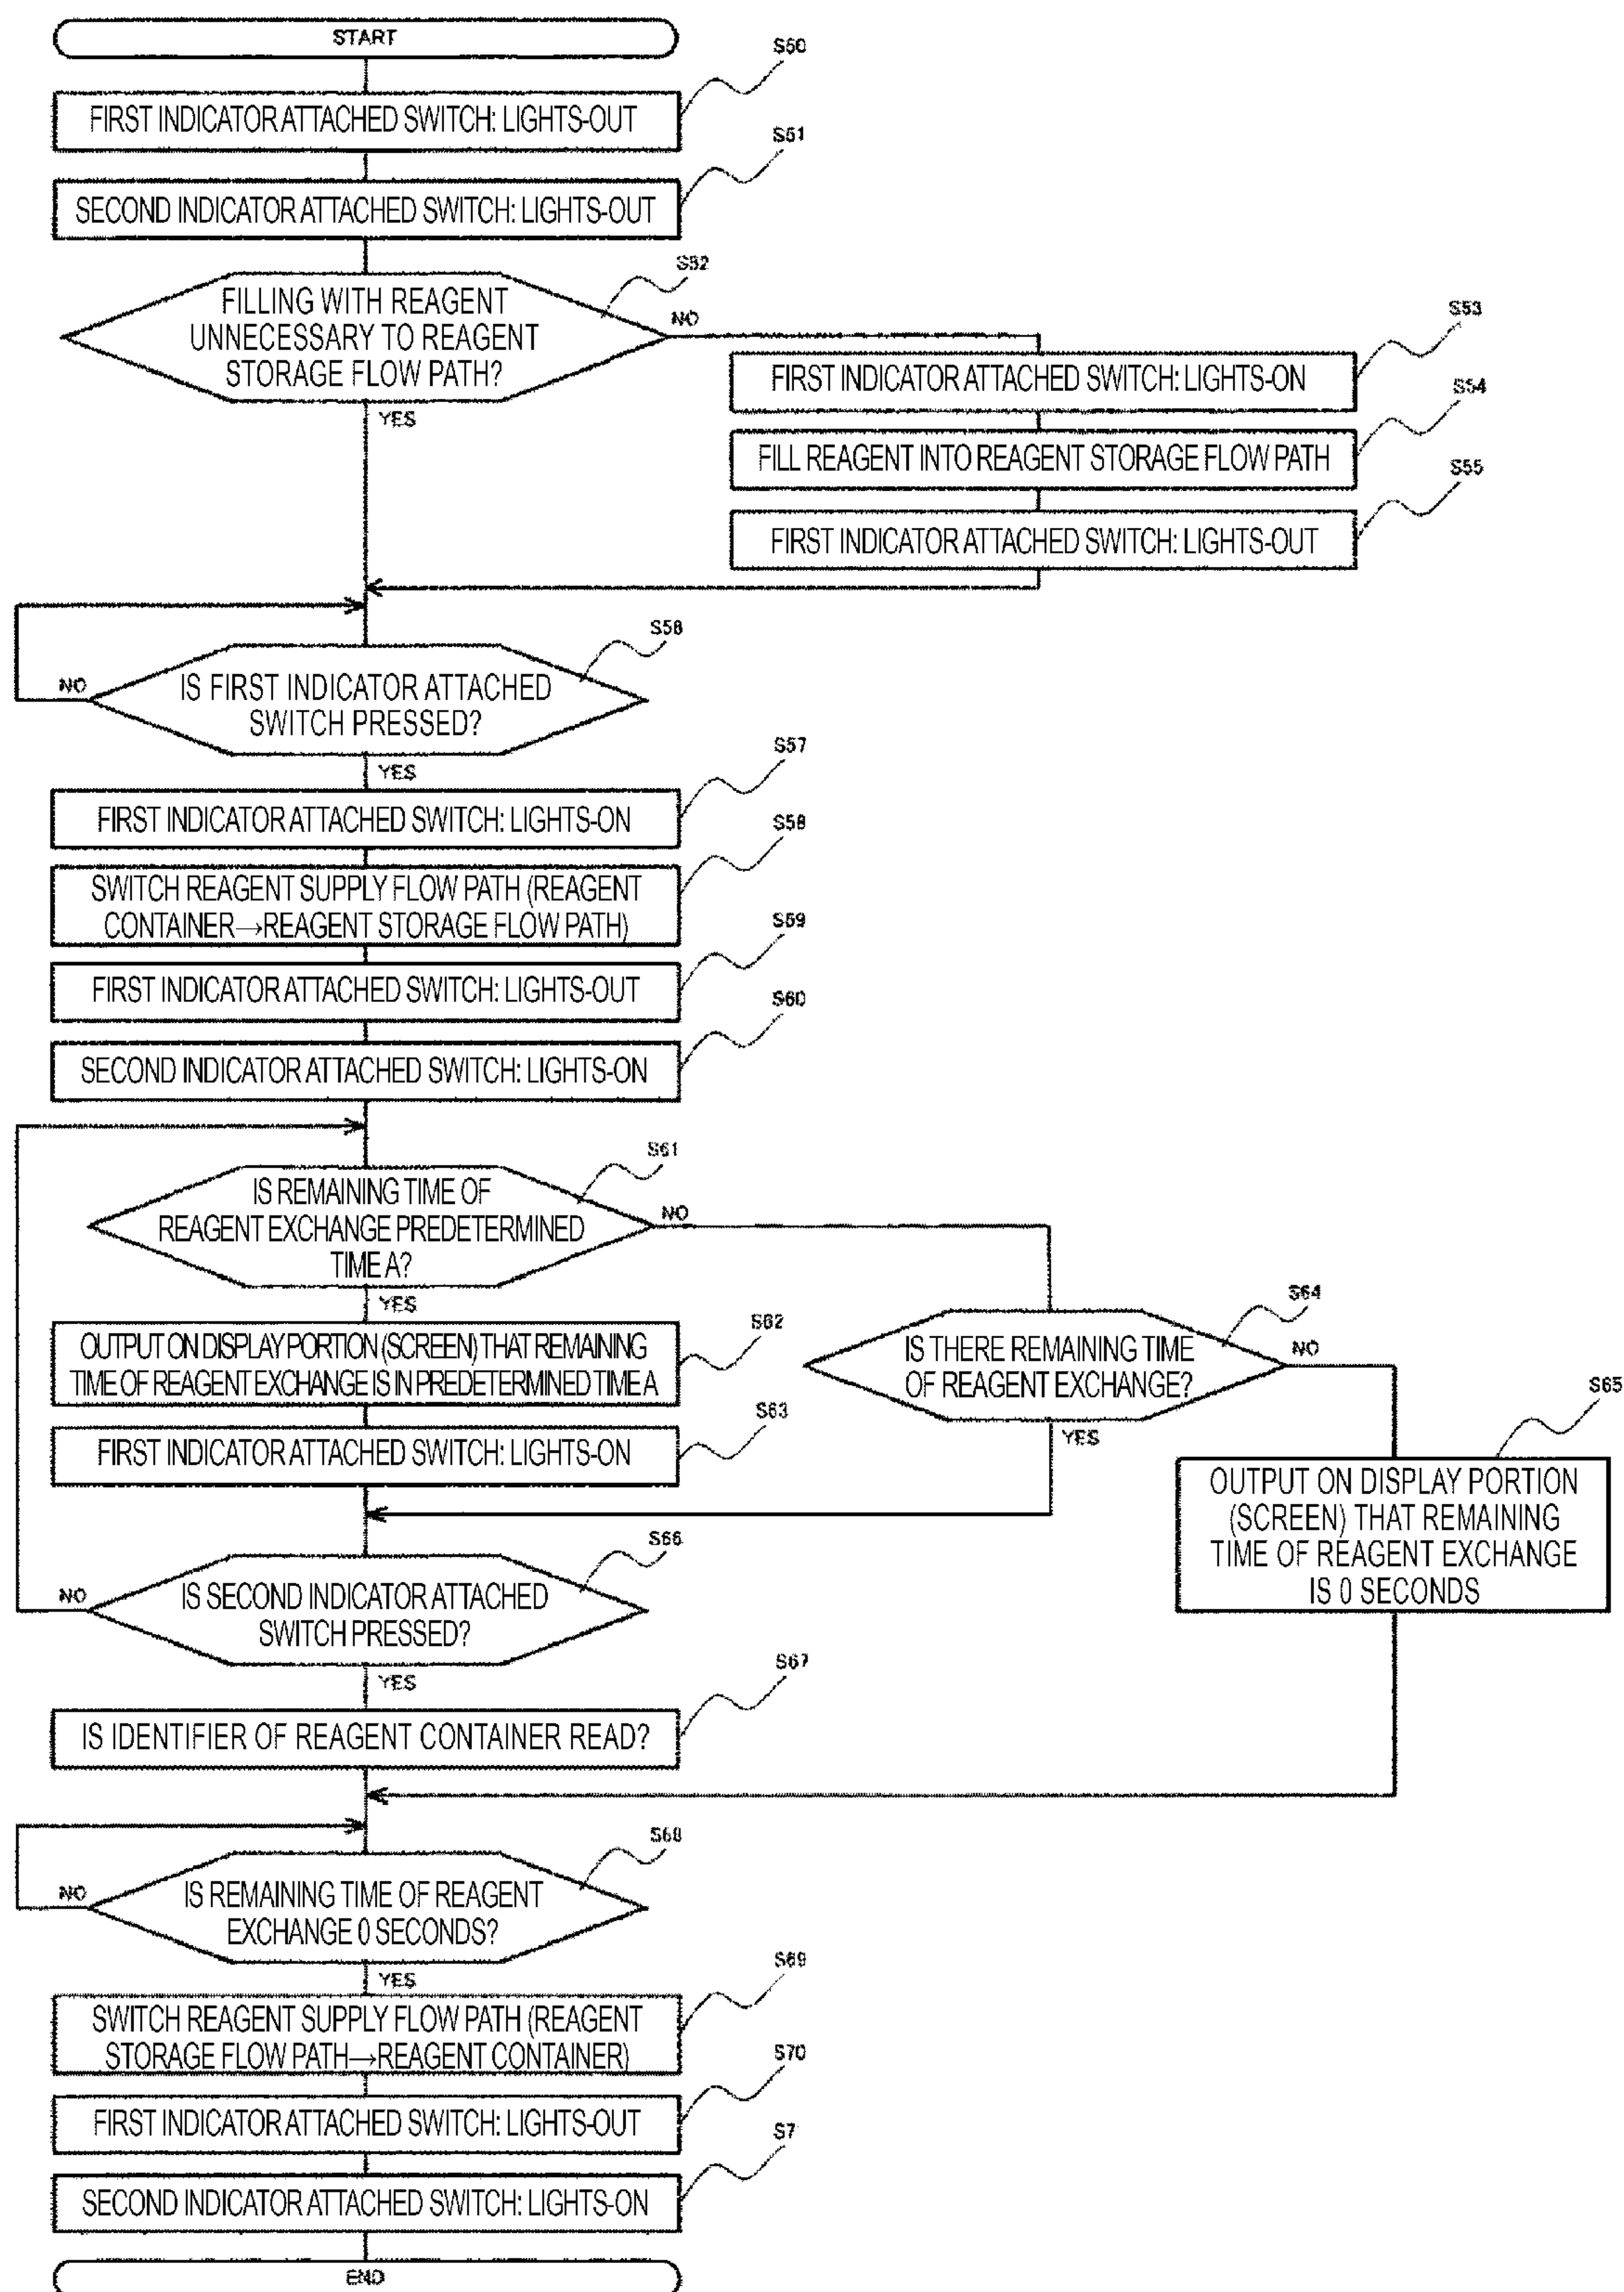 START
S50
FIRST INDICATOR ATTACHED SWITCH: LIGHTS-OUT
S51
SECOND INDICATOR ATTACHED SWITCH: LIGHTS-OUT
S52
FILLING WITH REAGENT
UNNECESSARY TO REAGENT
STORAGE FLOW PATH?
NO
YES
S53
FIRST INDICATOR ATTACHED SWITCH: LIGHTS-ON
S54
FILL REAGENT INTO REAGENT STORAGE FLOW PATH
S55
FIRST INDICATOR ATTACHED SWITCH: LIGHTS-OUT
S56
IS FIRST INDICATOR ATTACHED
SWITCH PRESSED?
NO
YES
S57
FIRST INDICATOR ATTACHED SWITCH: LIGHTS-ON
S58
SWITCH REAGENT SUPPLY FLOW PATH (REAGENT
CONTAINER→REAGENT STORAGE FLOW PATH)
S59
FIRST INDICATOR ATTACHED SWITCH: LIGHTS-OUT
S60
SECOND INDICATOR ATTACHED SWITCH: LIGHTS-ON
S61
IS REMAINING TIME OF
REAGENT EXCHANGE PREDETERMINED
TIME A?
NO
YES
S62
OUTPUT ON DISPLAY PORTION (SCREEN) THAT REMAINING
TIME OF REAGENT EXCHANGE IS IN PREDETERMINED TIME A
S63
FIRST INDICATOR ATTACHED SWITCH: LIGHTS-ON
S64
IS THERE REMAINING TIME
OF REAGENT EXCHANGE?
NO
YES
S65
OUTPUT ON DISPLAY PORTION
(SCREEN) THAT REMAINING
TIME OF REAGENT EXCHANGE
IS 0 SECONDS
S66
IS SECOND INDICATOR ATTACHED
SWITCH PRESSED?
NO
YES
S67
IS IDENTIFIER OF REAGENT CONTAINER READ?
S68
IS REMAINING TIME OF REAGENT
EXCHANGE 0 SECONDS?
NO
YES
S69
SWITCH REAGENT SUPPLY FLOW PATH (REAGENT
STORAGE FLOW PATH→REAGENT CONTAINER)
S70
FIRST INDICATOR ATTACHED SWITCH: LIGHTS-OUT
S7
SECOND INDICATOR ATTACHED SWITCH: LIGHTS-ON
END